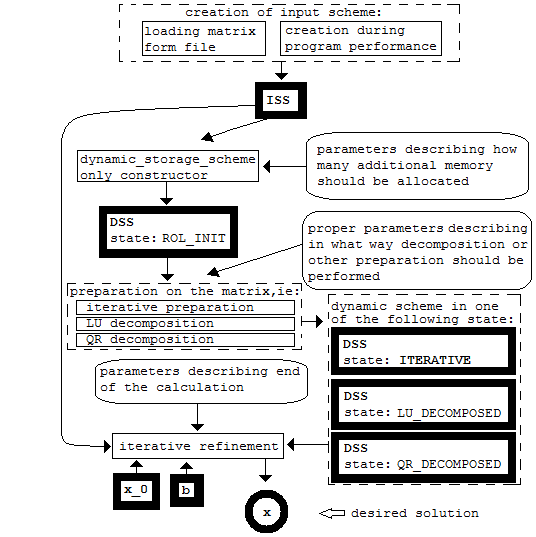 creation of input scheme:
loading matrix
form file
creation during
program performance
ISS
dynamic_storage_scheme
only constructor
parameters describing how
many additional memory
should be allocated
DSS
state: ROL_INIT
proper parameters describing
in what way decomposition or
other preparation should be
performed
preparation on the matrix,ie:
iterative preparation
LU decomposition
QR decomposition
dynamic scheme in one
of the following state:
DSS
state: ITERATIVE
DSS
state: LU_DECOMPOSED
DSS
state: QR_DECOMPOSED
parameters describing end
of the calculation
iterative refinement
x_0
b
x
desired solution